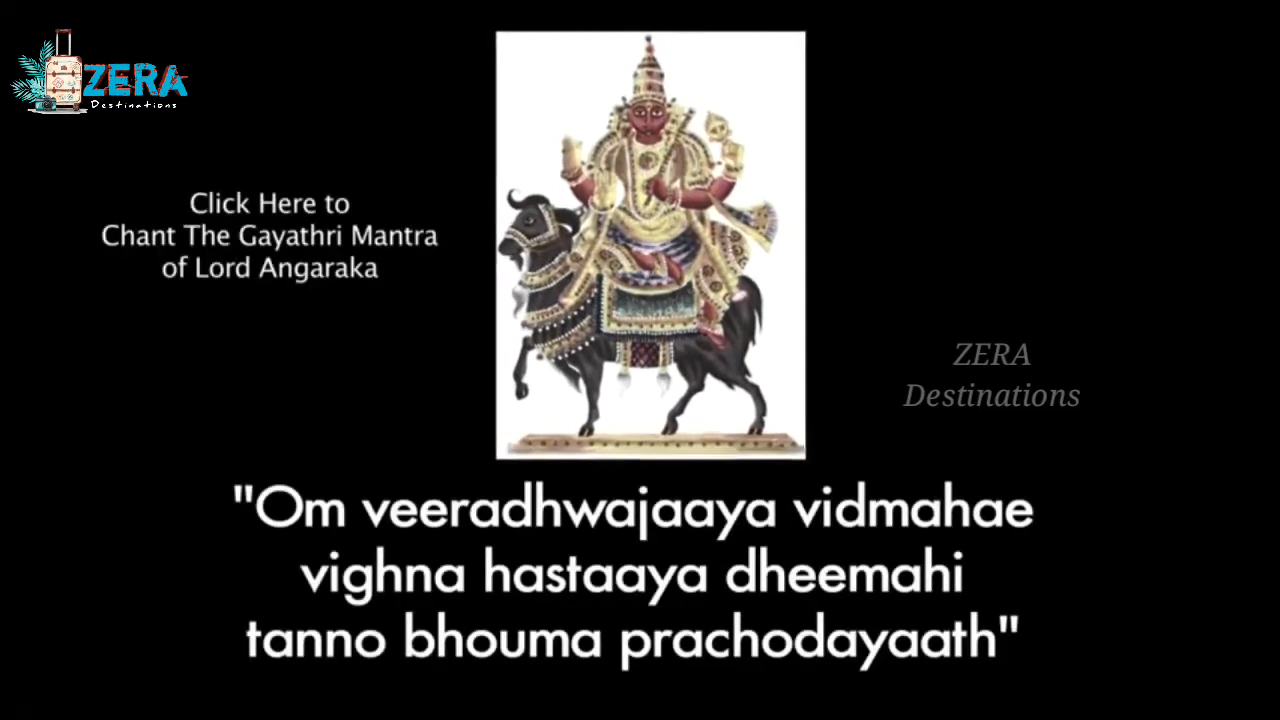 ZERA
Destinations
Click Here to
Chant The Gayathri Mantra
of Lord Angaraka
ZERA
Destinations
"Om veeradhwajaaya vidmahae
vighna hastaaya dheemahi
tanno bhouma prachodayaath"